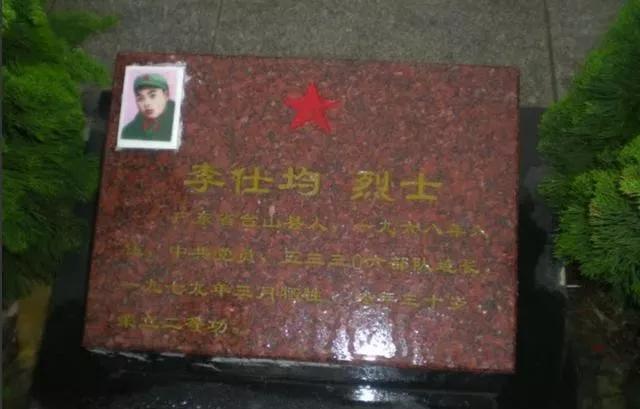 李仕均 烈士
广东省台山县人，一九六八年入
伍，中共党员，五三三〇六部队连长，
一九七九年三月牺牲，终年三十岁，
荣立二等功。